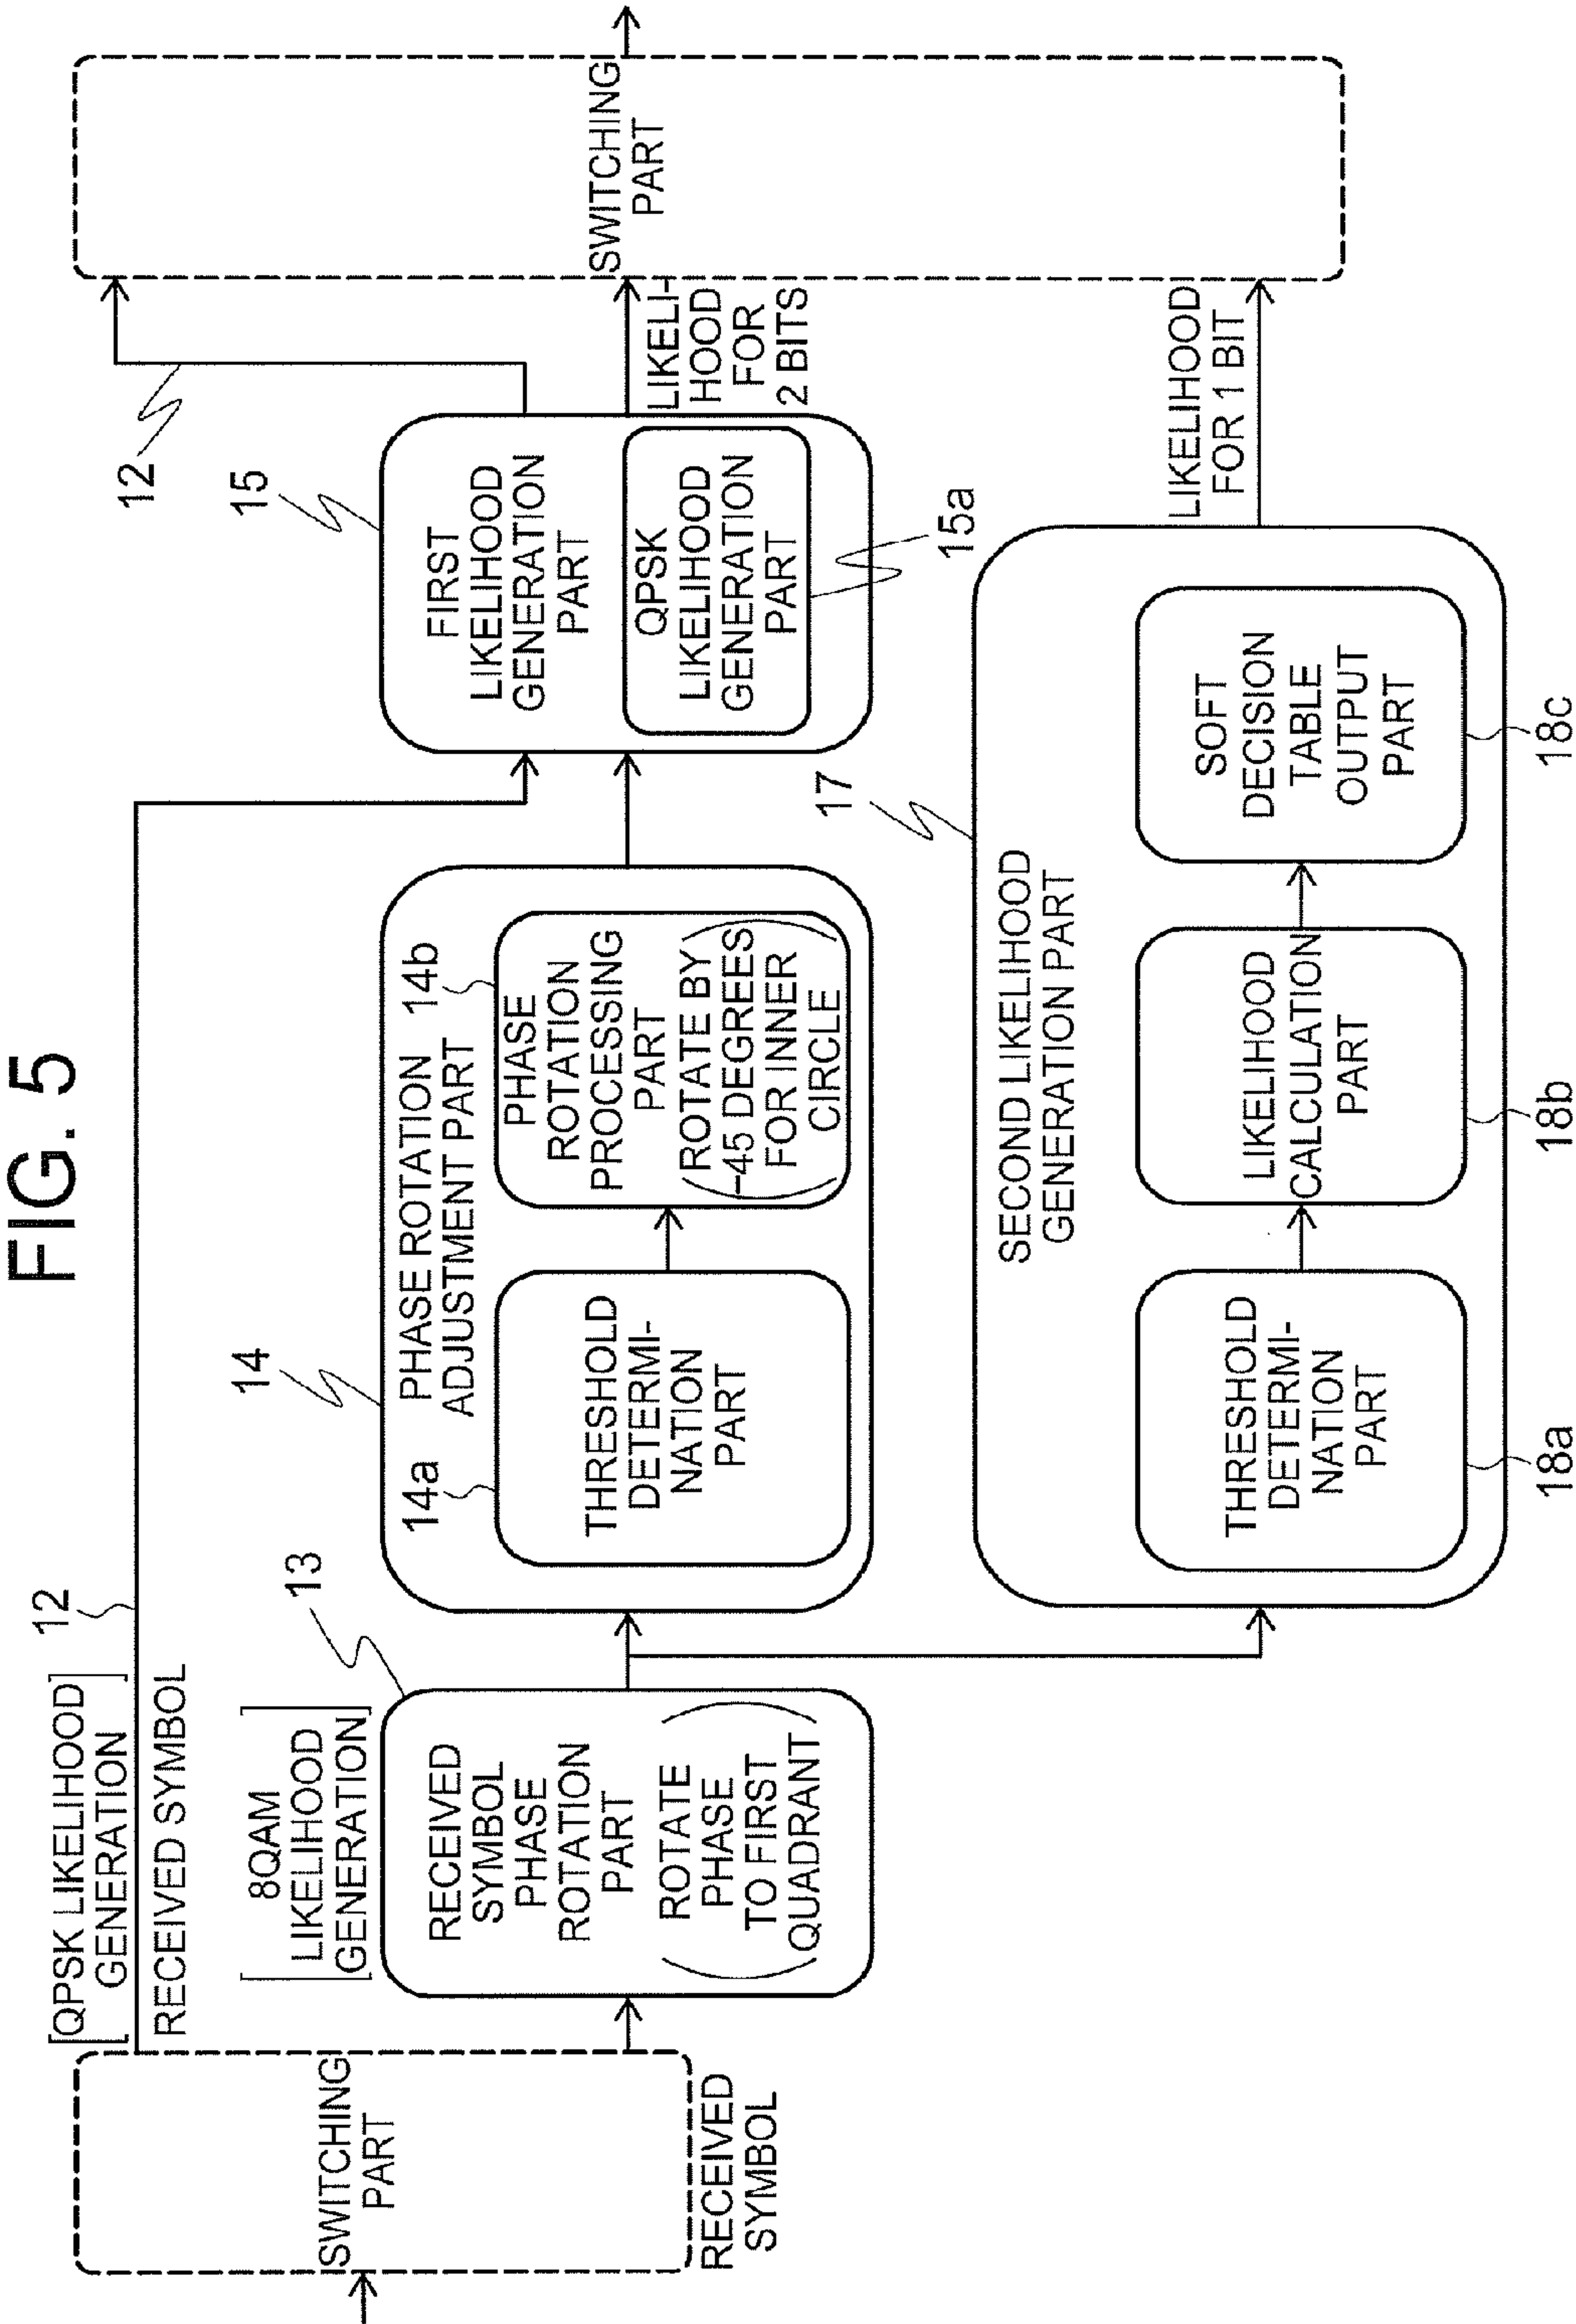 FIG. 5
[QPSK LIKELIHOOD
GENERATION]
12
RECEIVED SYMBOL
SWITCHING
PART
RECEIVED
SYMBOL
[8QAM
LIKELIHOOD
GENERATION]
13
RECEIVED
SYMBOL
PHASE
ROTATION
PART
(ROTATE
PHASE
TO FIRST
QUADRANT)
14
PHASE ROTATION
ADJUSTMENT PART
14a
THRESHOLD
DETERMI-
NATION
PART
14b
PHASE
ROTATION
PROCESSING
PART
(ROTATE BY
-45 DEGREES
FOR INNER
CIRCLE)
15
FIRST
LIKELIHOOD
GENERATION
PART
QPSK
LIKELIHOOD
GENERATION
PART
15a
12
LIKELI-
HOOD
FOR
2 BITS
SWITCHING
PART
17
SECOND LIKELIHOOD
GENERATION PART
THRESHOLD
DETERMI-
NATION
PART
18a
LIKELIHOOD
CALCULATION
PART
18b
SOFT
DECISION
TABLE
OUTPUT
PART
18c
LIKELIHOOD
FOR 1 BIT